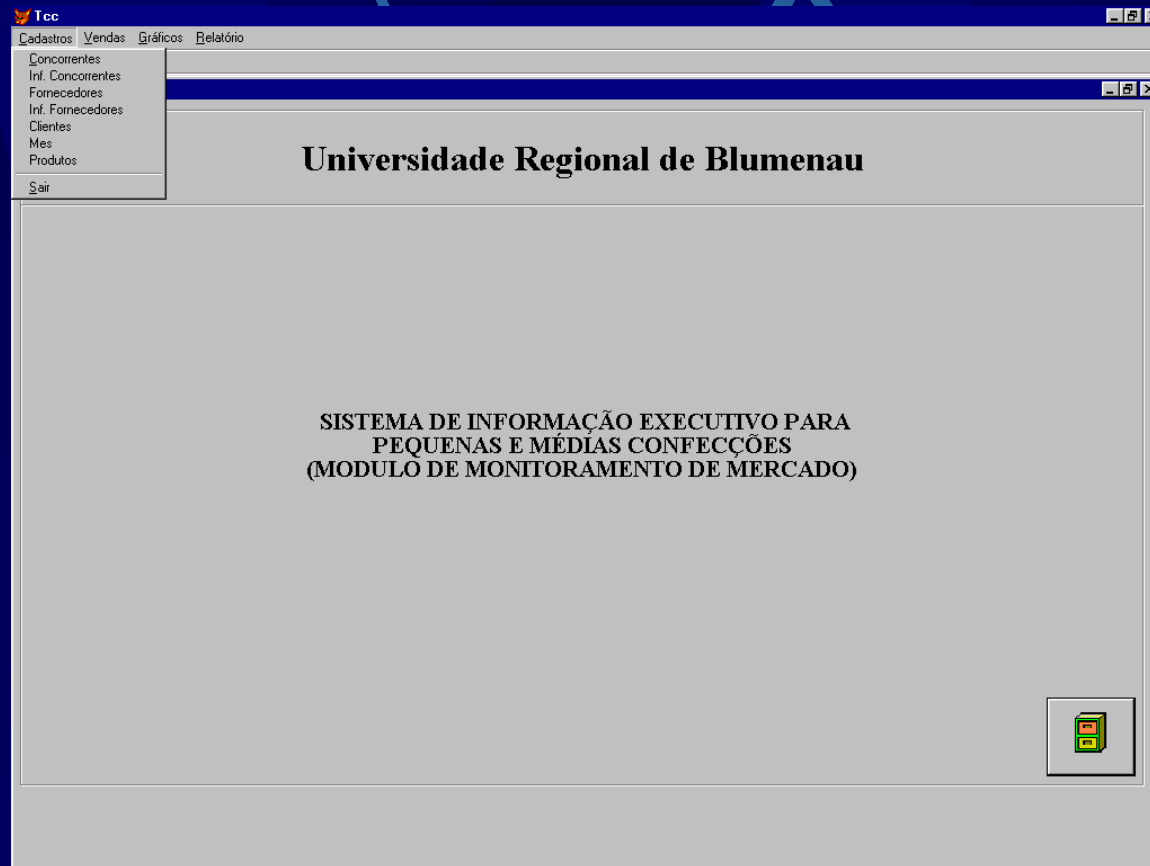 Tcc
Cadastros Vendas Gráficos Relatório
Concorrentes
Inf. Concorrentes
Fornecedores
Inf. Fornecedores
Clientes
Mes
Produtos
Sair
Universidade Regional de Blumenau
SISTEMA DE INFORMAÇÃO EXECUTIVO PARA
PEQUENAS E MÉDIAS CONFECÇÕES
(MODULO DE MONITORAMENTO DE MERCADO)